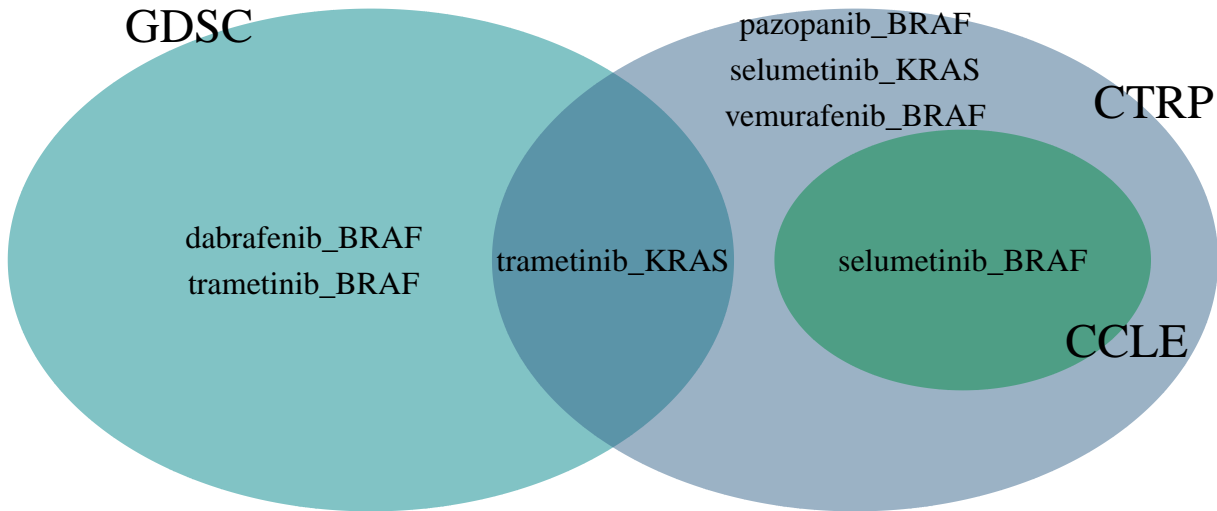 GDSC
pazopanib_BRAF
selumetinib_KRAS
vemurafenib_BRAF
CTRP
dabrafenib_BRAF
trametinib_BRAF
trametinib_KRAS
selumetinib_BRAF
CCLE